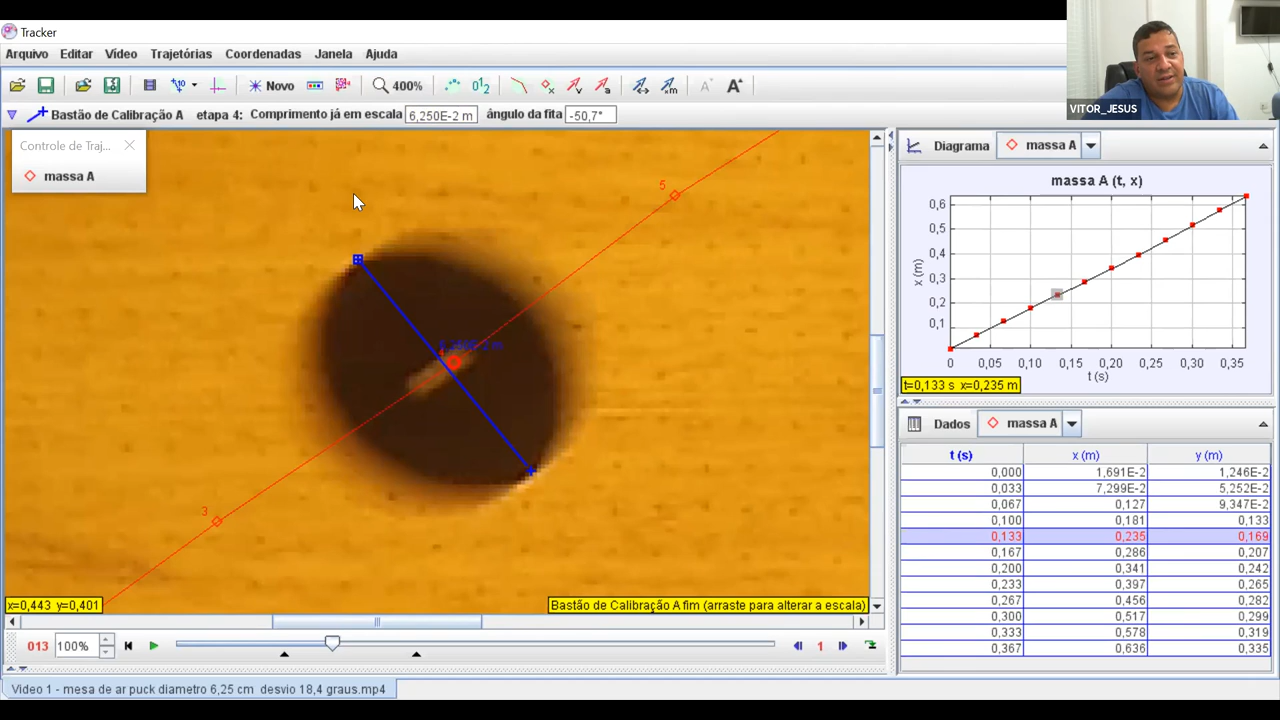 Tracker
Arquivo Editar Vídeo Trajetórias Coordenadas Janela Ajuda
Novo 400%
Bastão de Calibração A etapa 4: Comprimento já em escala 6,250E-2 m ângulo da fita -50,7°
VITOR_JESUS
Controle de Traj...
massA A
5
3
x=0,443 y=0,401
Bastão de Calibração A fim (arraste para alterar a escala)
013 100% 1
Video 1 - mesa de ar puck diametro 6,25 cm desvio 18,4 graus.mp4
Diagrama massa A
massa A (t, x)
x (m)
0,6
0,5
0,4
0,3
0,2
0,1
0 0,05 0,10 0,15 0,20 0,25 0,30 0,35
t (s)
t=0,133 s x=0,235 m
Dados massa A
t (s) x (m) y (m)
0,000 1,691E-2 1,246E-2
0,033 7,299E-2 5,252E-2
0,067 0,127 9,347E-2
0,100 0,181 0,133
0,133 0,235 0,169
0,167 0,286 0,207
0,200 0,341 0,242
0,233 0,397 0,265
0,267 0,456 0,282
0,300 0,517 0,299
0,333 0,578 0,319
0,367 0,636 0,335